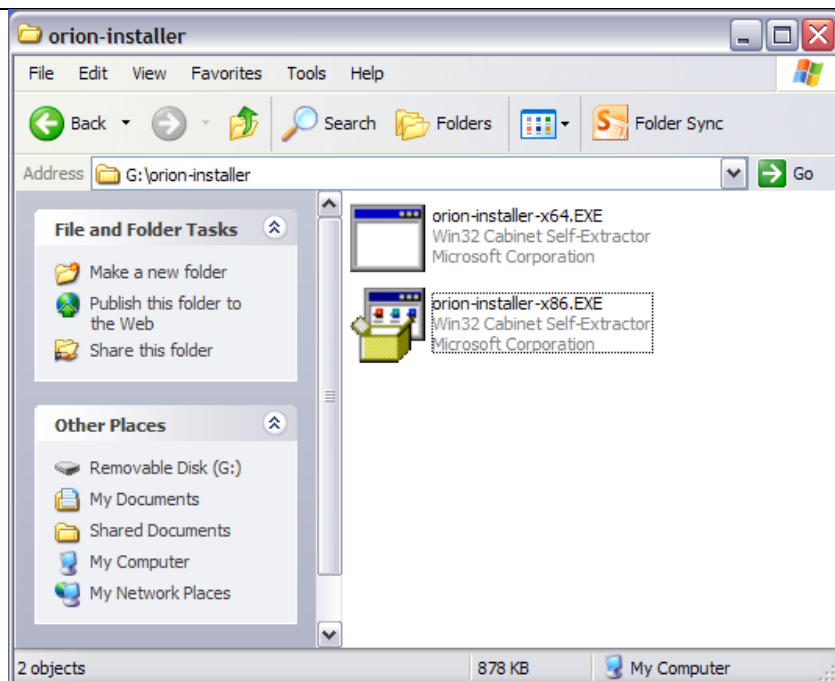 orion-installer
File Edit View Favorites Tools Help
Back Search Folders Folder Sync
Address G:\orion-installer Go
File and Folder Tasks
Make a new folder
Publish this folder to
the Web
Share this folder
Other Places
Removable Disk (G:)
My Documents
Shared Documents
My Computer
My Network Places
orion-installer-x64.EXE
Win32 Cabinet Self-Extractor
Microsoft Corporation
orion-installer-x86.EXE
Win32 Cabinet Self-Extractor
Microsoft Corporation
2 objects 878 KB My Computer